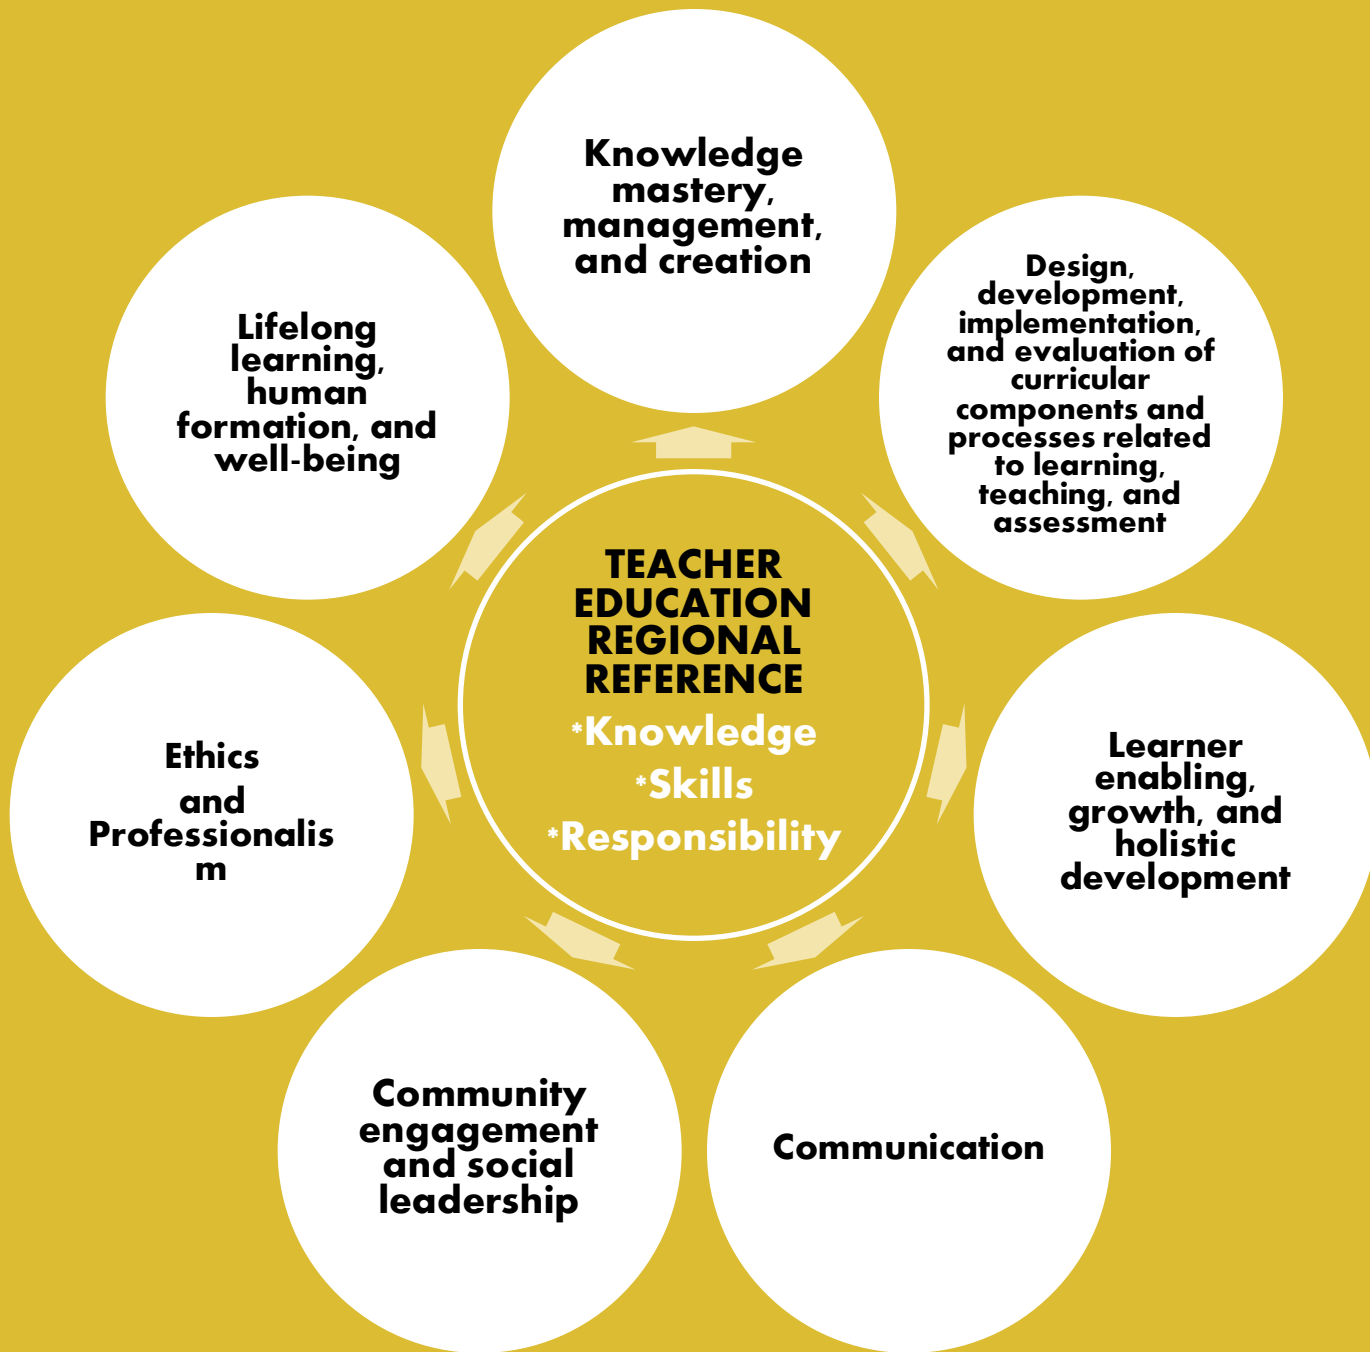 Knowledge
mastery,
management,
and creation
Design,
development,
implementation,
and evaluation of
curricular
components and
processes related
to learning,
teaching, and
assessment
Learner
enabling,
growth, and
holistic
development
Communication
Community
engagement
and social
leadership
Ethics
and
Professionalis
m
Lifelong
learning,
human
formation, and
well-being
TEACHER
EDUCATION
REGIONAL
REFERENCE
*Knowledge
*Skills
*Responsibility